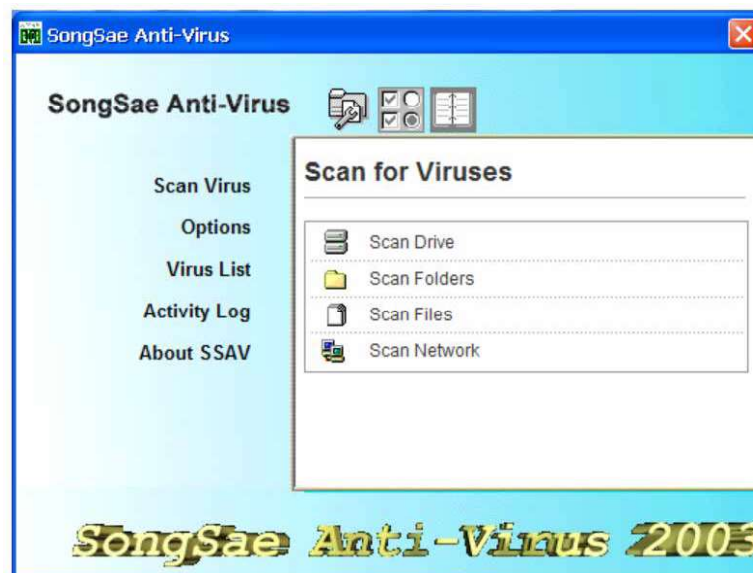 SongSae Anti-Virus
SongSae Anti-Virus
Scan Virus
Options
Virus List
Activity Log
About SSAV
Scan for Viruses
Scan Drive
Scan Folders
Scan Files
Scan Network
SongSae Anti-Virus 2003